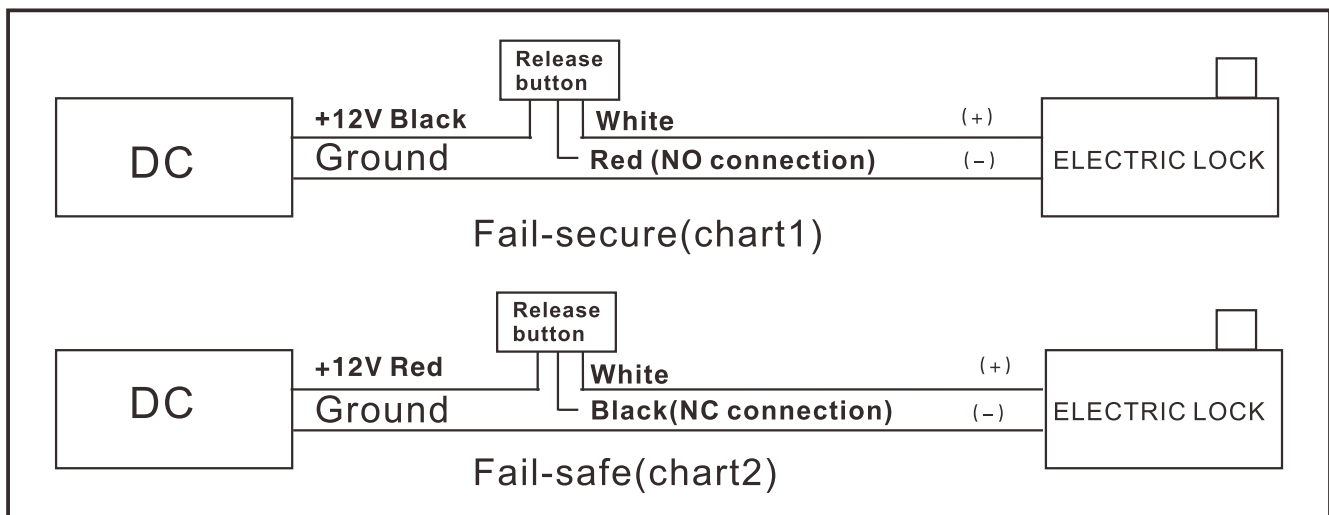 Release
button
+12V Black
White
(+)
DC
Ground
Red (NO connection)
(-)
ELECTRIC LOCK
Fail-secure(chart1)
Release
button
+12V Red
White
(+)
DC
Ground
Black(NC connection)
(-)
ELECTRIC LOCK
Fail-safe(chart2)